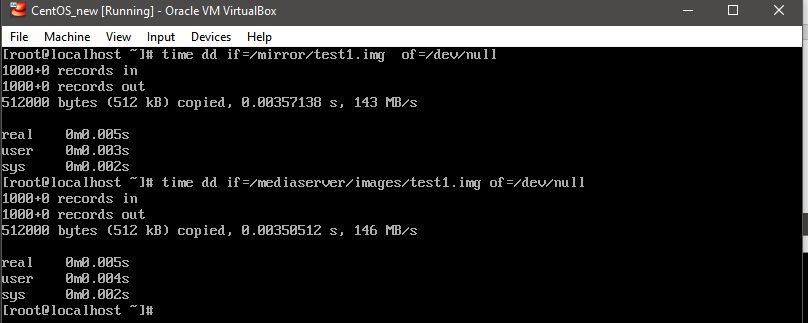 CentOS_new [Running] - Oracle VM VirtualBox
File Machine View Input Devices Help
[root@localhost ~]# time dd if=/mirror/test1.img  of=/dev/null
1000+0 records in
1000+0 records out
512000 bytes (512 kB) copied, 0.00357138 s, 143 MB/s
real    0m0.005s
user    0m0.003s
sys     0m0.002s
[root@localhost ~]# time dd if=/mediaserver/images/test1.img of=/dev/null
1000+0 records in
1000+0 records out
512000 bytes (512 kB) copied, 0.00350512 s, 146 MB/s
real    0m0.005s
user    0m0.004s
sys     0m0.002s
[root@localhost ~]#